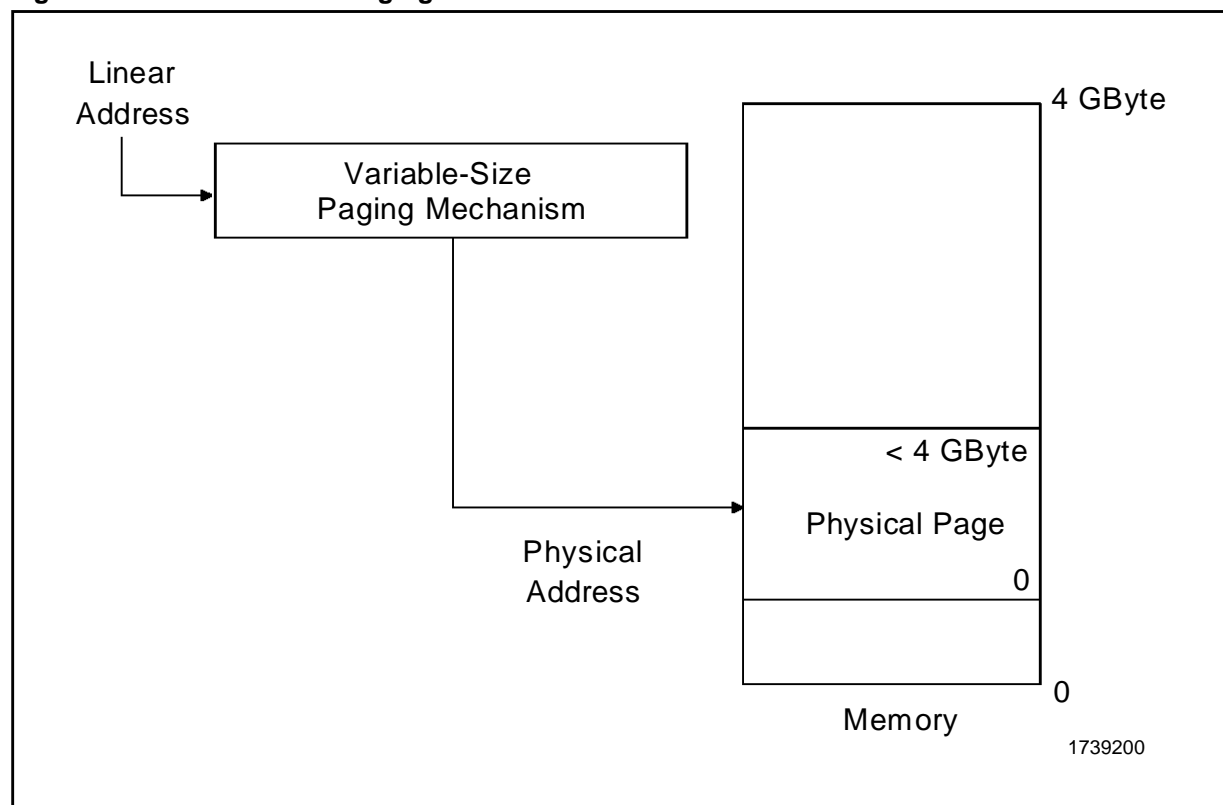 Linear
Address
4 GByte
Variable-Size
Paging Mechanism
< 4 GByte
Physical Page
Physical
Address
0
0
Memory
1739200